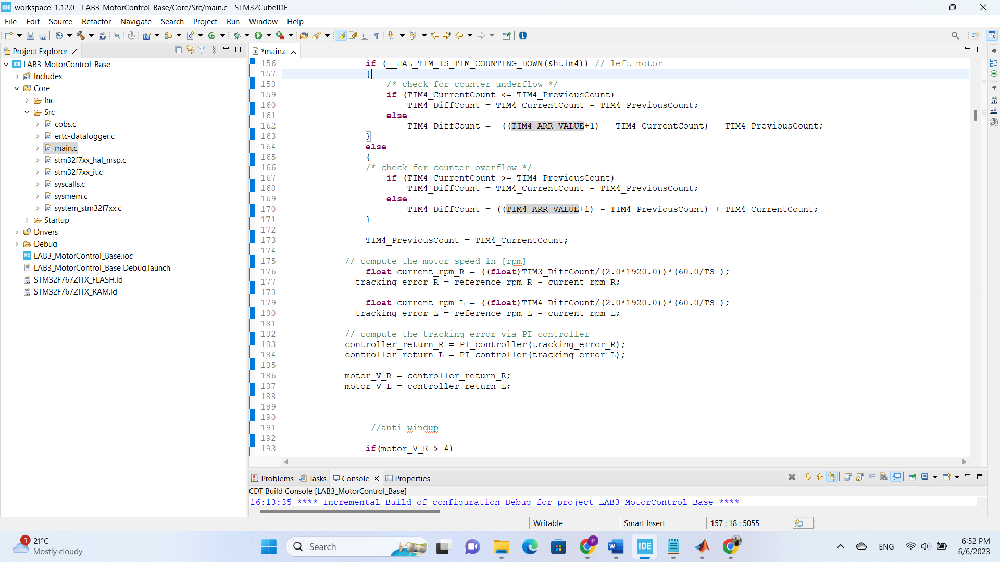 workspace_1.12.0 - LAB3_MotorControl_Base/Core/Src/main.c - STM32CubeIDE
File Edit Source Refactor Navigate Search Project Run Window Help
Project Explorer
LAB3_MotorControl_Base
Includes
Core
Inc
Src
cobs.c
ertc-datalogger.c
main.c
stm32f7xx_hal_msp.c
stm32f7xx_it.c
syscalls.c
sysmem.c
system_stm32f7xx.c
Startup
Drivers
Debug
LAB3_MotorControl_Base.ioc
LAB3_MotorControl_Base Debug.launch
STM32F767ZITX_FLASH.ld
STM32F767ZITX_RAM.ld
*main.c
156 if (__HAL_TIM_IS_TIM_COUNTING_DOWN(&htim4)) // left motor
157 {
158 /* check for counter underflow */
159 if (TIM4_CurrentCount <= TIM4_PreviousCount)
160 TIM4_DiffCount = TIM4_CurrentCount - TIM4_PreviousCount;
161 else
162 TIM4_DiffCount = -((TIM4_ARR_VALUE+1) - TIM4_CurrentCount) - TIM4_PreviousCount;
163 }
164 else
165 {
166 /* check for counter overflow */
167 if (TIM4_CurrentCount >= TIM4_PreviousCount)
168 TIM4_DiffCount = TIM4_CurrentCount - TIM4_PreviousCount;
169 else
170 TIM4_DiffCount = ((TIM4_ARR_VALUE+1) - TIM4_PreviousCount) + TIM4_CurrentCount;
171 }
172
173 TIM4_PreviousCount = TIM4_CurrentCount;
174
175 // compute the motor speed in [rpm]
176 float current_rpm_R = ((float)TIM3_DiffCount/(2.0*1920.0))*(60.0/TS );
177 tracking_error_R = reference_rpm_R - current_rpm_R;
178
179 float current_rpm_L = ((float)TIM4_DiffCount/(2.0*1920.0))*(60.0/TS );
180 tracking_error_L = reference_rpm_L - current_rpm_L;
181
182 // compute the tracking error via PI controller
183 controller_return_R = PI_controller(tracking_error_R);
184 controller_return_L = PI_controller(tracking_error_L);
185
186 motor_V_R = controller_return_R;
187 motor_V_L = controller_return_L;
188
189
190
191 //anti windup
192
193 if(motor_V_R > 4)
Problems Tasks Console Properties
CDT Build Console [LAB3_MotorControl_Base]
16:13:35 **** Incremental Build of configuration Debug for project LAB3_MotorControl_Base ****
Writable Smart Insert 157 : 18 : 5055
1 21°C
Mostly cloudy
Search
IDE
ENG
6:52 PM
6/6/2023